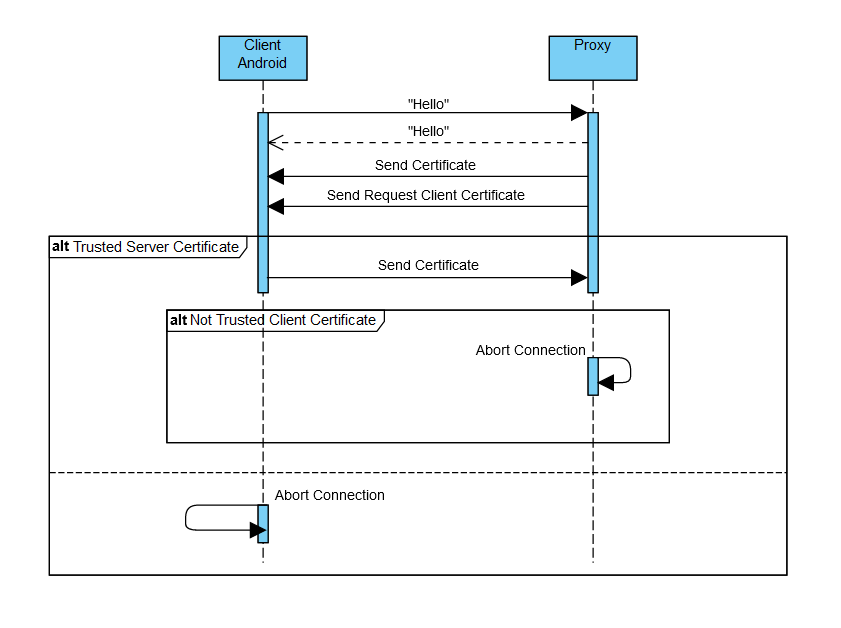 Client
Android
Proxy
"Hello"
"Hello"
Send Certificate
Send Request Client Certificate
alt Trusted Server Certificate
Send Certificate
alt Not Trusted Client Certificate
Abort Connection
Abort Connection